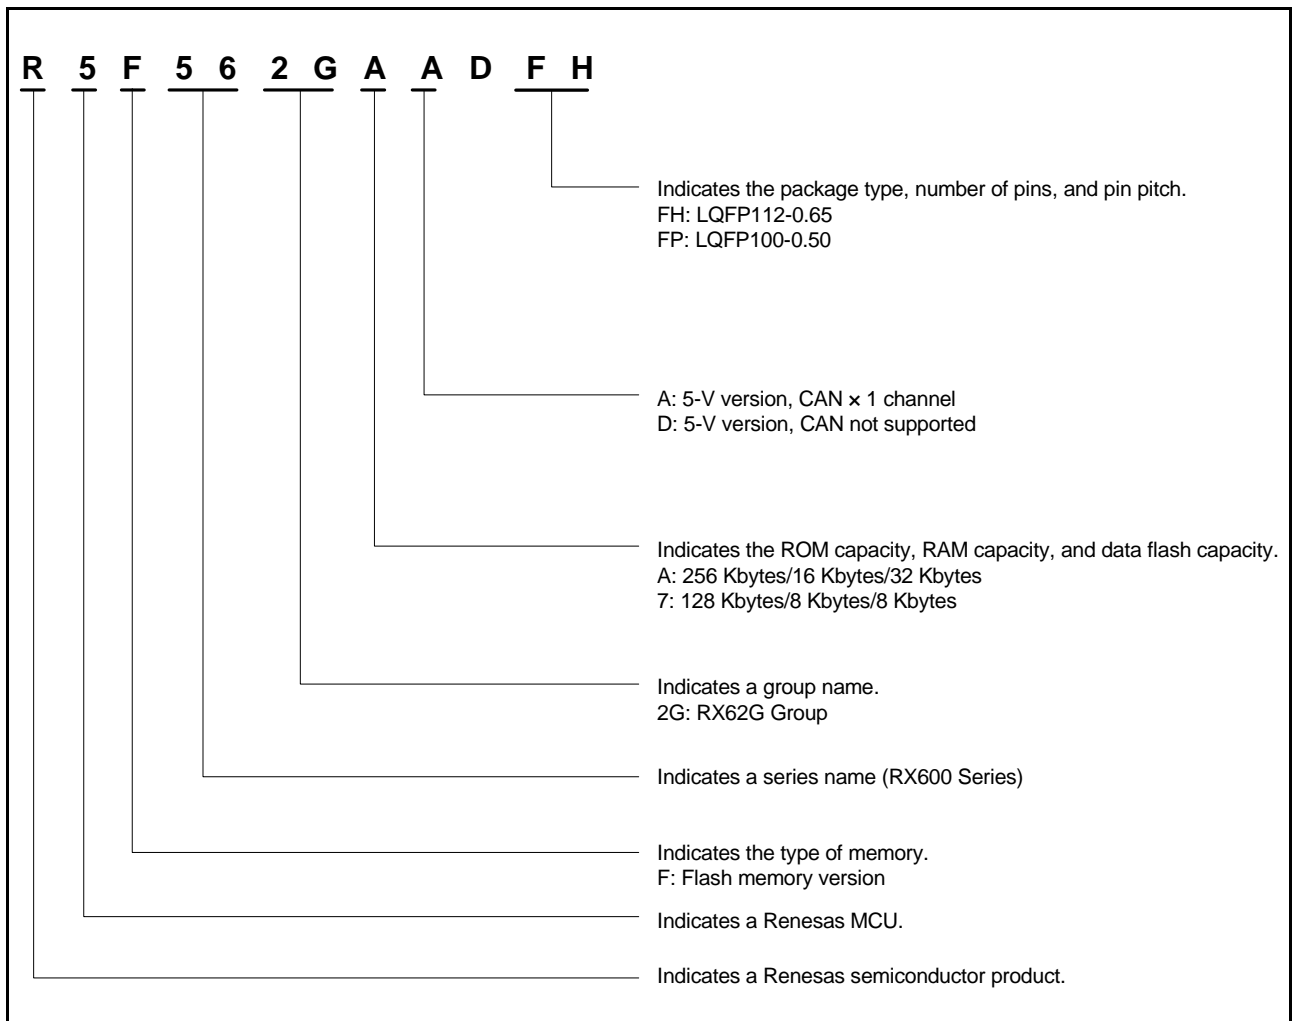 R 5 F 5 6 2 G A A D F H
Indicates the package type, number of pins, and pin pitch.
FH: LQFP112-0.65
FP: LQFP100-0.50
A: 5-V version, CAN × 1 channel
D: 5-V version, CAN not supported
Indicates the ROM capacity, RAM capacity, and data flash capacity.
A: 256 Kbytes/16 Kbytes/32 Kbytes
7: 128 Kbytes/8 Kbytes/8 Kbytes
Indicates a group name.
2G: RX62G Group
Indicates a series name (RX600 Series)
Indicates the type of memory.
F: Flash memory version
Indicates a Renesas MCU.
Indicates a Renesas semiconductor product.